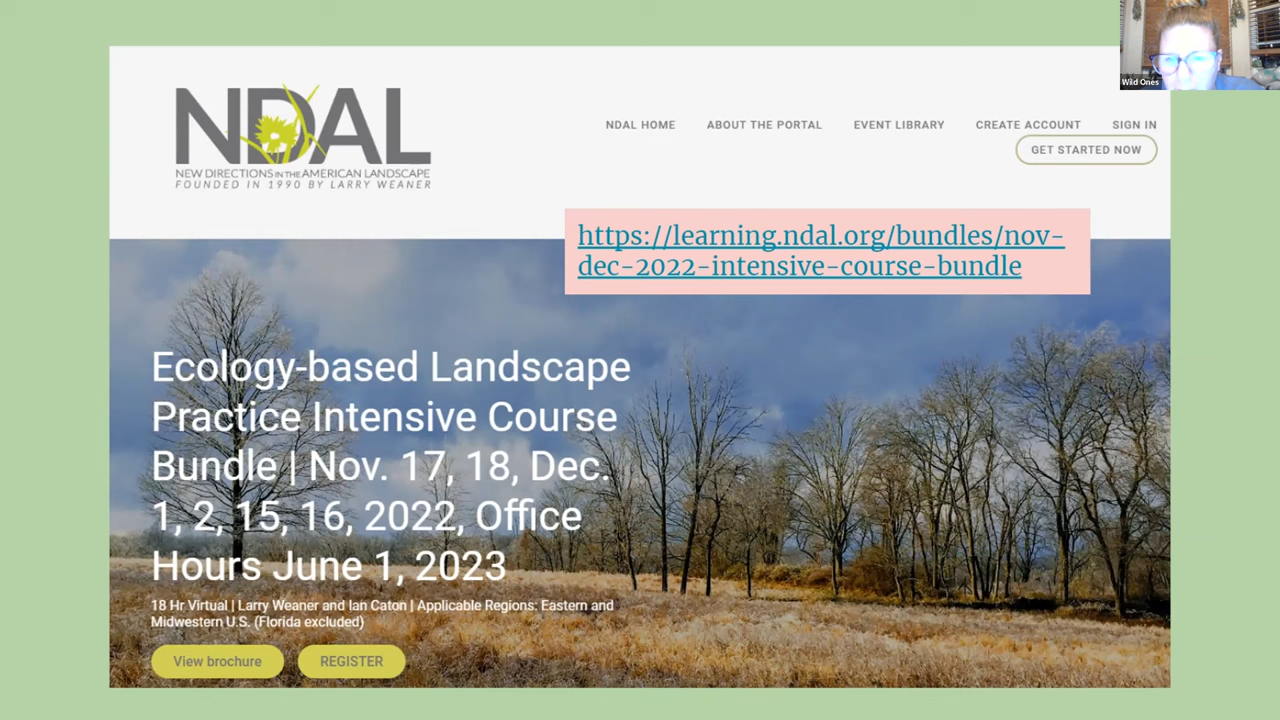 Wild Ones
NDAL
NEW DIRECTIONS IN THE AMERICAN LANDSCAPE
FOUNDED IN 1990 BY LARRY WEANER
NDAL HOME
ABOUT THE PORTAL
EVENT LIBRARY
CREATE ACCOUNT
SIGN IN
GET STARTED NOW
https://learning.ndal.org/bundles/nov-
dec-2022-intensive-course-bundle
Ecology-based Landscape
Practice Intensive Course
Bundle | Nov. 17, 18, Dec.
1, 2, 15, 16, 2022, Office
Hours June 1, 2023
18 Hr Virtual | Larry Weaner and Ian Caton | Applicable Regions: Eastern and
Midwestern U.S. (Florida excluded)
View brochure
REGISTER